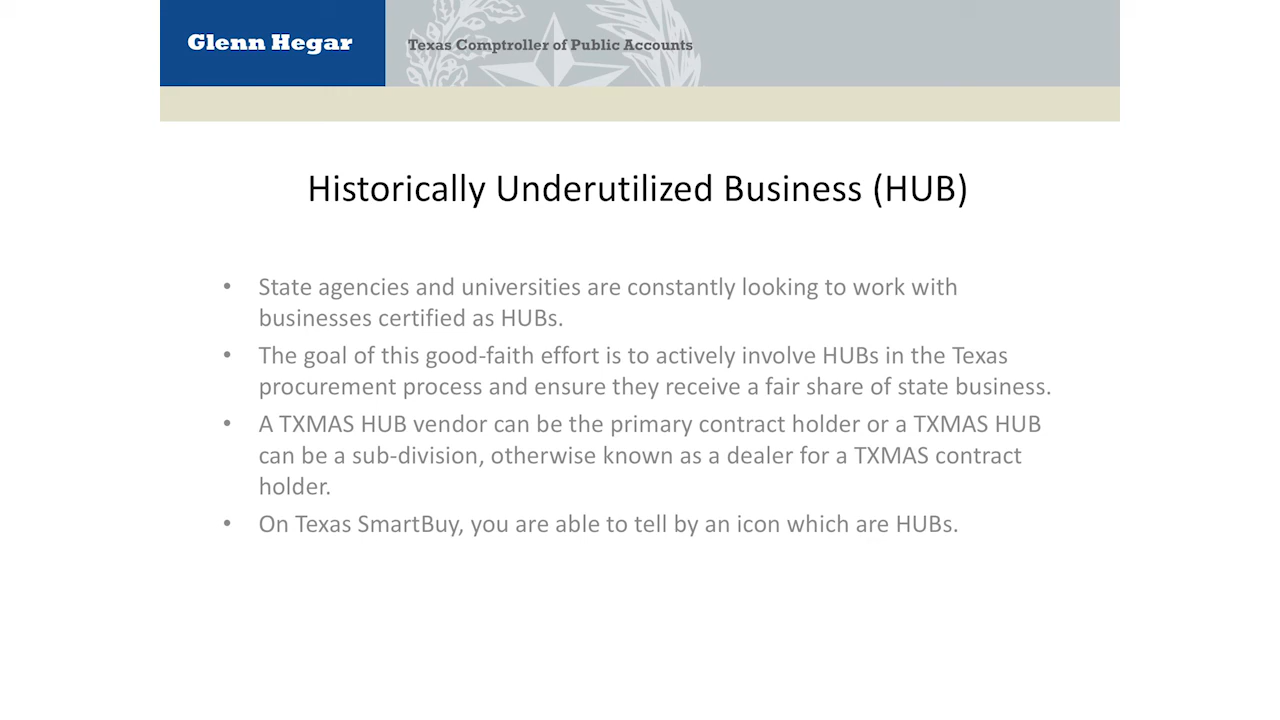 Glenn Hegar
Texas Comptroller of Public Accounts
Historically Underutilized Business (HUB)
• State agencies and universities are constantly looking to work with
businesses certified as HUBs.
• The goal of this good-faith effort is to actively involve HUBs in the Texas
procurement process and ensure they receive a fair share of state business.
• A TXMAS HUB vendor can be the primary contract holder or a TXMAS HUB
can be a sub-division, otherwise known as a dealer for a TXMAS contract
holder.
• On Texas SmartBuy, you are able to tell by an icon which are HUBs.